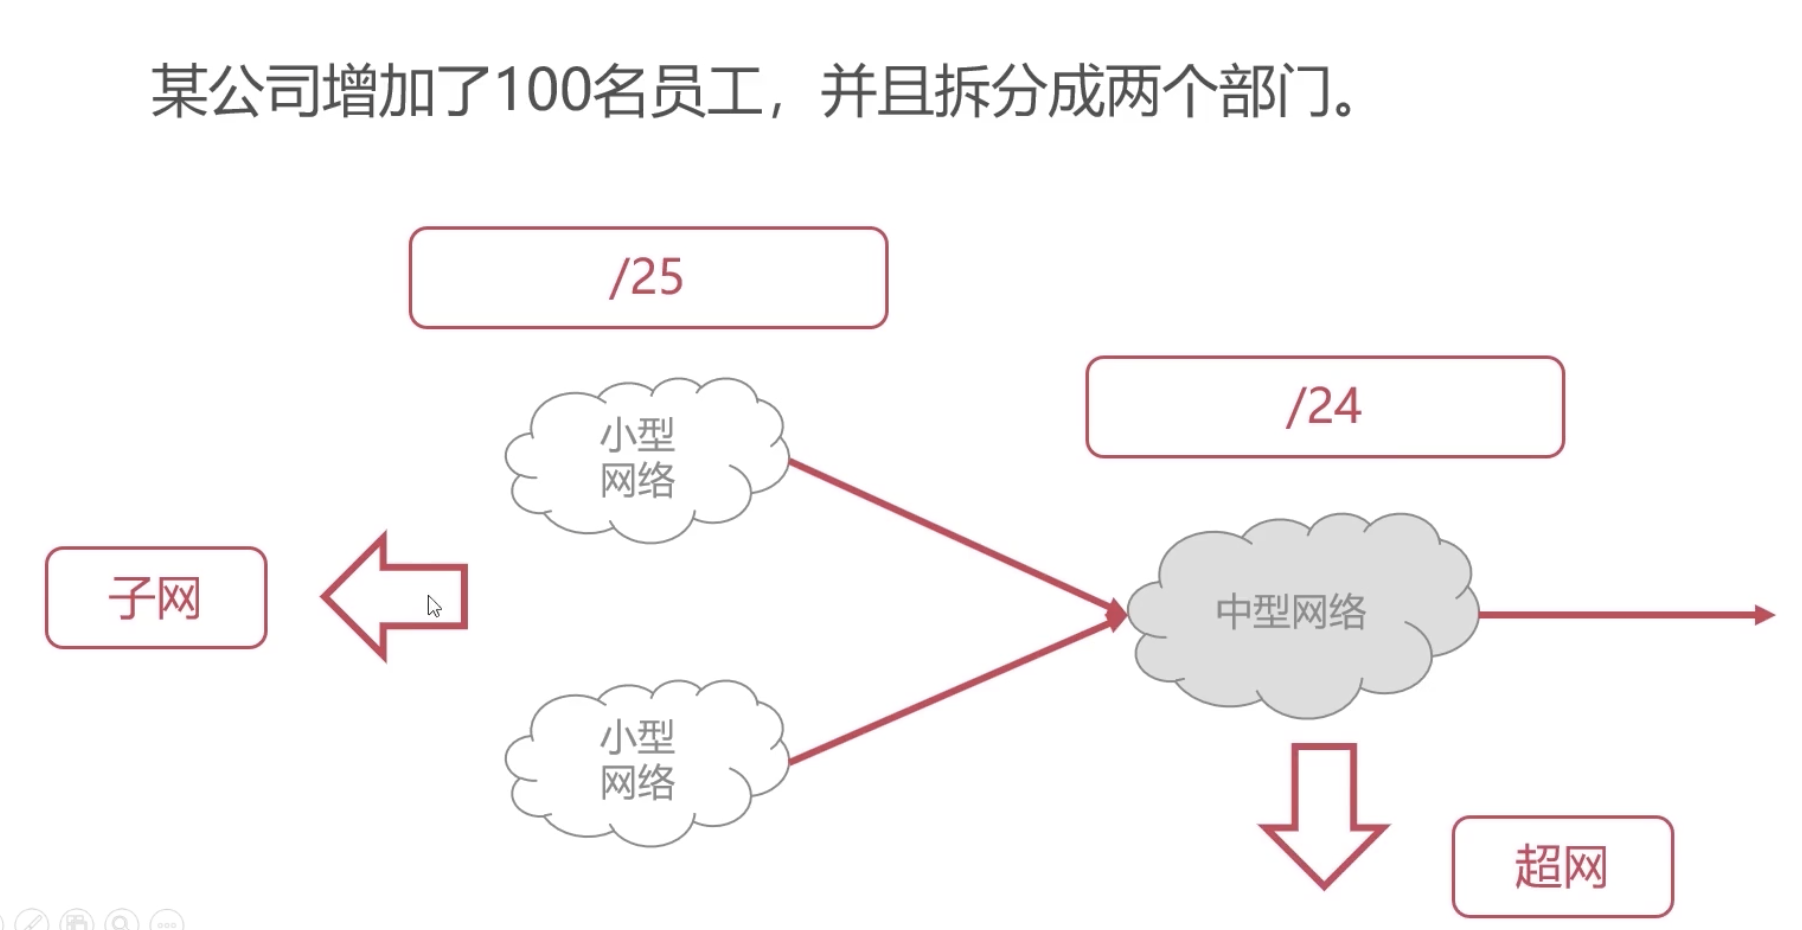 某公司增加了100名员工，并且拆分成两个部门。
/25
/24
小型
网络
子网
中型网络
小型
网络
超网